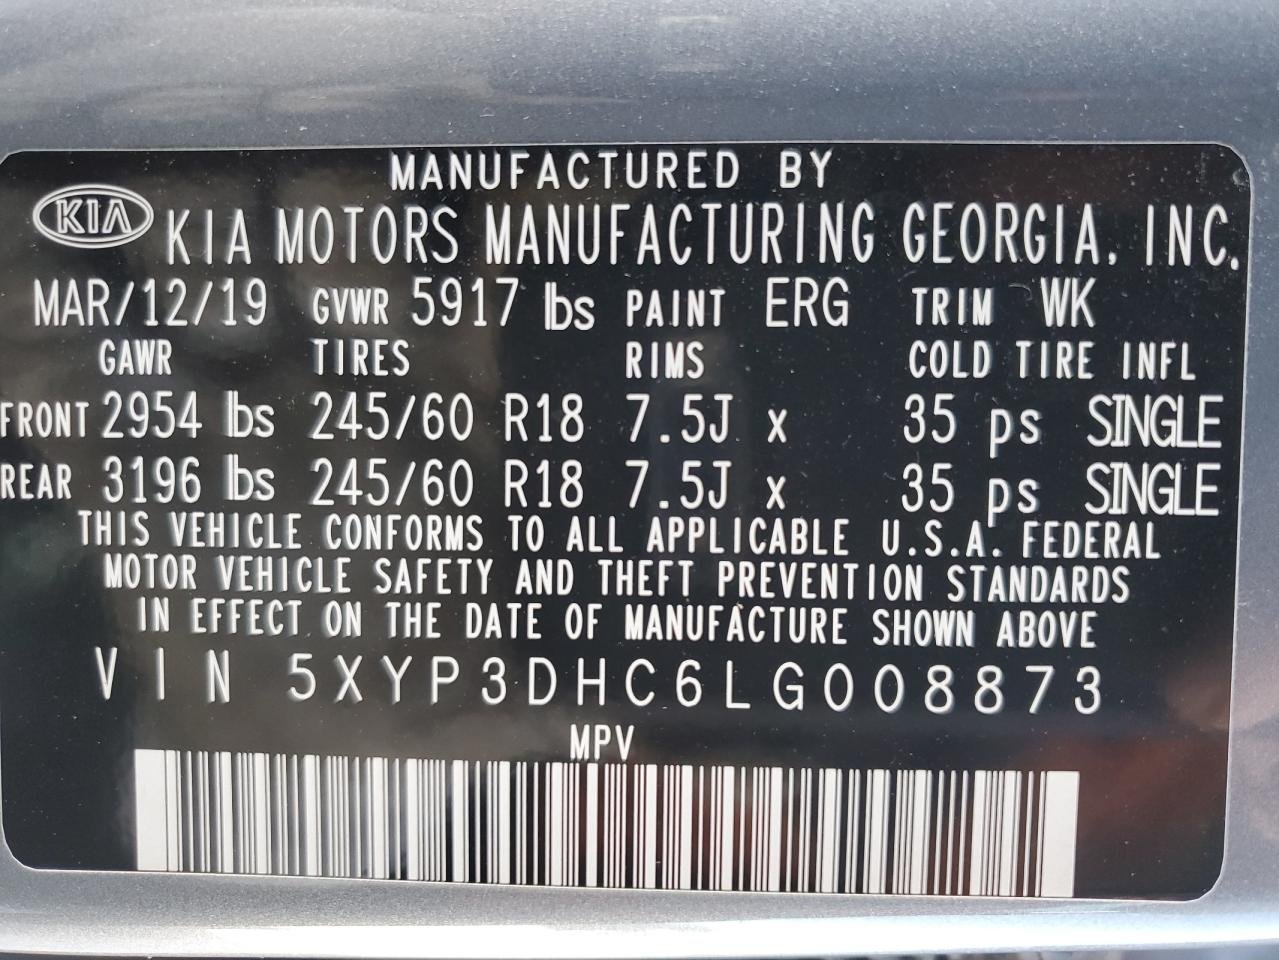 MANUFACTURED BY
KIA KIA MOTORS MANUFACTURING GEORGIA, INC.
MAR/12/19 GVWR 5917 lbs PAINT ERG TRIM WK
GAWR TIRES RIMS COLD TIRE INFL
FRONT 2954 lbs 245/60 R18 7.5J x 35 ps SINGLE
REAR 3196 lbs 245/60 R18 7.5J x 35 ps SINGLE
THIS VEHICLE CONFORMS TO ALL APPLICABLE U.S.A. FEDERAL
MOTOR VEHICLE SAFETY AND THEFT PREVENTION STANDARDS
IN EFFECT ON THE DATE OF MANUFACTURE SHOWN ABOVE
VIN 5XYP3DHC6LG008873
MPV